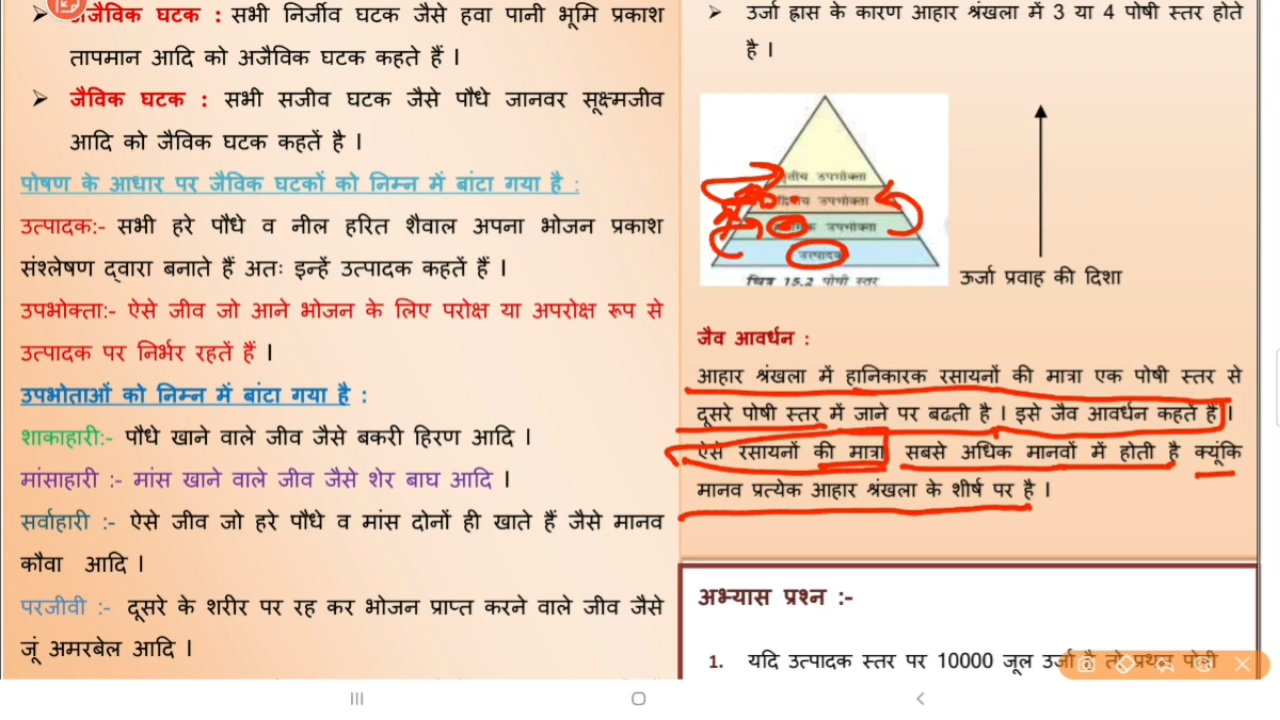 अजैविक घटक : सभी निर्जीव घटक जैसे हवा पानी भूमि प्रकाश
तापमान आदि को अजैविक घटक कहते हैं ।
जैविक घटक : सभी सजीव घटक जैसे पौधे जानवर सूक्ष्मजीव
आदि को जैविक घटक कहतें है ।
पोषण के आधार पर जैविक घटकों को निम्न में बांटा गया है :
उत्पादक:- सभी हरे पौधे व नील हरित शैवाल अपना भोजन प्रकाश
संश्लेषण द्वारा बनाते हैं अतः इन्हें उत्पादक कहतें हैं ।
उपभोक्ता:- ऐसे जीव जो आने भोजन के लिए परोक्ष या अपरोक्ष रूप से
उत्पादक पर निर्भर रहतें हैं ।
उपभोताओं को निम्न में बांटा गया है :
शाकाहारी:- पौधे खाने वाले जीव जैसे बकरी हिरण आदि ।
मांसाहारी :- मांस खाने वाले जीव जैसे शेर बाघ आदि ।
सर्वाहारी :- ऐसे जीव जो हरे पौधे व मांस दोनों ही खाते हैं जैसे मानव
कौवा आदि ।
परजीवी :- दूसरे के शरीर पर रह कर भोजन प्राप्त करने वाले जीव जैसे
जूं अमरबेल आदि ।
उर्जा ह्रास के कारण आहार श्रंखला में 3 या 4 पोषी स्तर होते
है ।
उपभोक्ता
उपभोक्ता
उपभोक्ता
उत्पादक
चित्र 15.2 पोषी स्तर
ऊर्जा प्रवाह की दिशा
जैव आवर्धन :
आहार श्रंखला में हानिकारक रसायनों की मात्रा एक पोषी स्तर से
दूसरे पोषी स्तर में जाने पर बढती है । इसे जैव आवर्धन कहतें हैं ।
ऐसे रसायनों की मात्रा सबसे अधिक मानवों में होती है क्यूंकि
मानव प्रत्येक आहार श्रंखला के शीर्ष पर है ।
अभ्यास प्रश्न :-
1. यदि उत्पादक स्तर पर 10000 जूल उर्जा है तो प्रथम पोषी